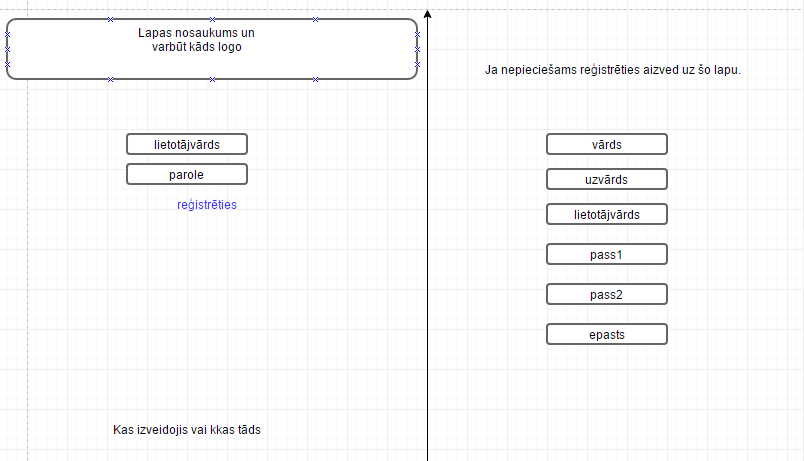 Lapas nosaukums un
varbūt kāds logo
lietotājvārds
parole
reģistrēties
Kas izveidojis vai kkas tāds
Ja nepieciešams reģistrēties aizved uz šo lapu.
vārds
uzvārds
lietotājvārds
pass1
pass2
epasts